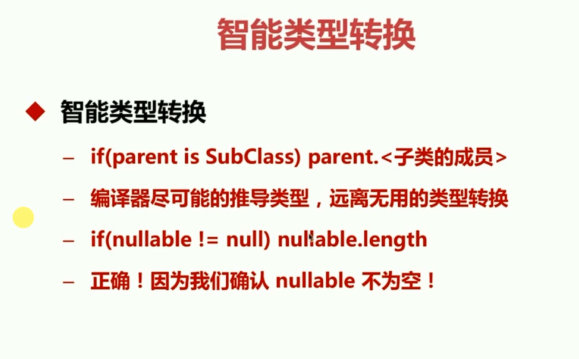 智能类型转换
智能类型转换
– if(parent is SubClass) parent.<子类的成员>
– 编译器尽可能的推导类型，远离无用的类型转换
– if(nullable != null) nullable.length
– 正确！因为我们确认 nullable 不为空！